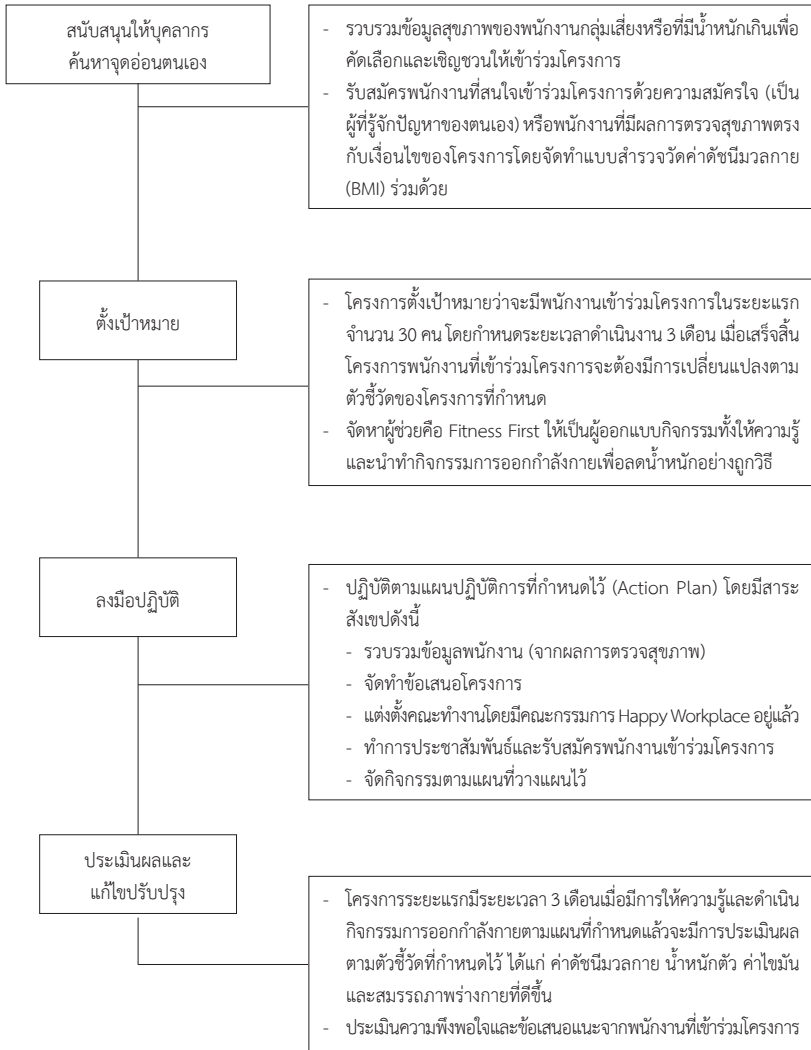 สนับสนุนให้บุคลากร
ค้นหาจุดอ่อนตนเอง
- รวบรวมข้อมูลสุขภาพของพนักงานกลุ่มเสี่ยงหรือที่มีน้ำหนักเกินเพื่อ
คัดเลือกและเชิญชวนให้เข้าร่วมโครงการ
- รับสมัครพนักงานที่สนใจเข้าร่วมโครงการด้วยความสมัครใจ (เป็น
ผู้ที่รู้จักปัญหาของตนเอง) หรือพนักงานที่มีผลการตรวจสุขภาพตรง
กับเงื่อนไขของโครงการโดยจัดทำแบบสำรวจวัดค่าดัชนีมวลกาย
(BMI) ร่วมด้วย
ตั้งเป้าหมาย
- โครงการตั้งเป้าหมายว่าจะมีพนักงานเข้าร่วมโครงการในระยะแรก
จำนวน 30 คน โดยกำหนดระยะเวลาดำเนินงาน 3 เดือน เมื่อเสร็จสิ้น
โครงการพนักงานที่เข้าร่วมโครงการจะต้องมีการเปลี่ยนแปลงตาม
ตัวชี้วัดของโครงการที่กำหนด
- จัดหาผู้ช่วยคือ Fitness First ให้เป็นผู้ออกแบบกิจกรรมทั้งให้ความรู้
และนำทำกิจกรรมการออกกำลังกายเพื่อลดน้ำหนักอย่างถูกวิธี
ลงมือปฏิบัติ
- ปฏิบัติตามแผนปฏิบัติการที่กำหนดไว้ (Action Plan) โดยมีสาระ
สังเขปดังนี้
- รวบรวมข้อมูลพนักงาน (จากผลการตรวจสุขภาพ)
- จัดทำข้อเสนอโครงการ
- แต่งตั้งคณะทำงานโดยมีคณะกรรมการ Happy Workplace อยู่แล้ว
- ทำการประชาสัมพันธ์และรับสมัครพนักงานเข้าร่วมโครงการ
- จัดกิจกรรมตามแผนที่วางแผนไว้
ประเมินผลและ
แก้ไขปรับปรุง
- โครงการระยะแรกมีระยะเวลา 3 เดือนเมื่อมีการให้ความรู้และดำเนิน
กิจกรรมการออกกำลังกายตามแผนที่กำหนดแล้วจะมีการประเมินผล
ตามตัวชี้วัดที่กำหนดไว้ ได้แก่ ค่าดัชนีมวลกาย น้ำหนักตัว ค่าไขมัน
และสมรรถภาพร่างกายที่ดีขึ้น
- ประเมินความพึงพอใจและข้อเสนอแนะจากพนักงานที่เข้าร่วมโครงการ